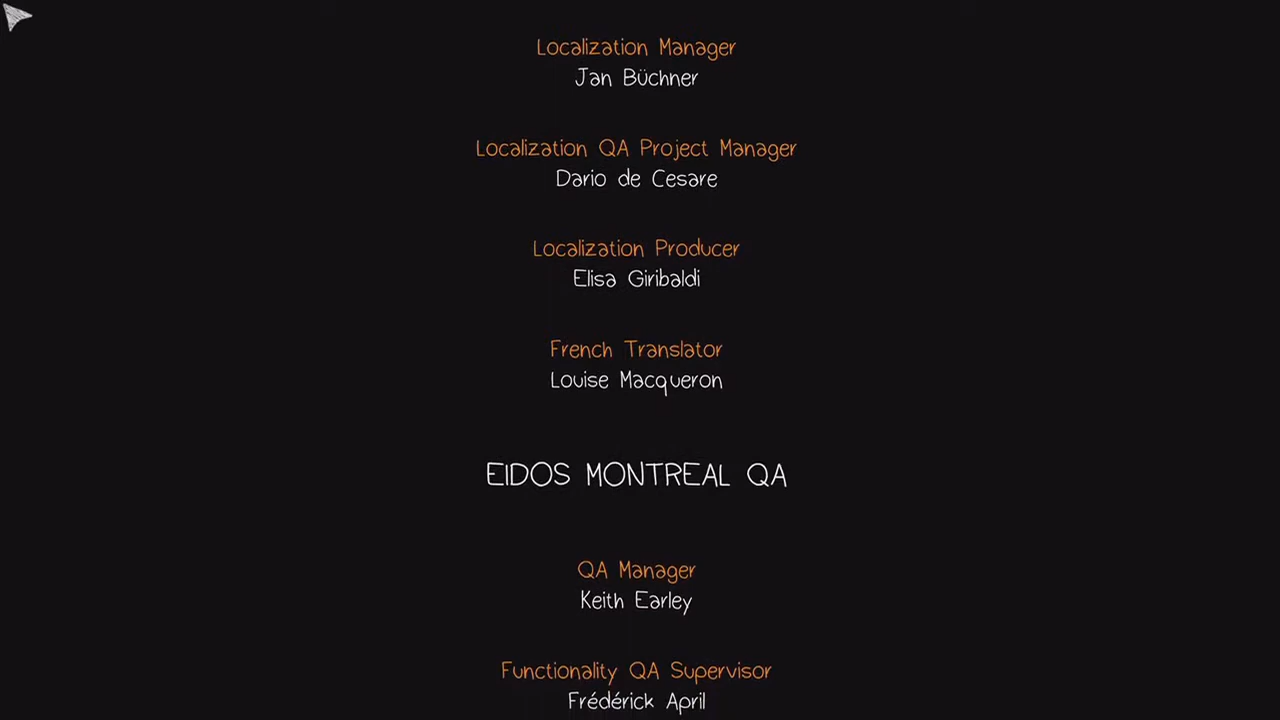 Localization Manager
Jan Büchner
Localization QA Project Manager
Dario de Cesare
Localization Producer
Elisa Giribaldi
French Translator
Louise Macqueron
EIDOS MONTREAL QA
QA Manager
Keith Earley
Functionality QA Supervisor
Frédérick April